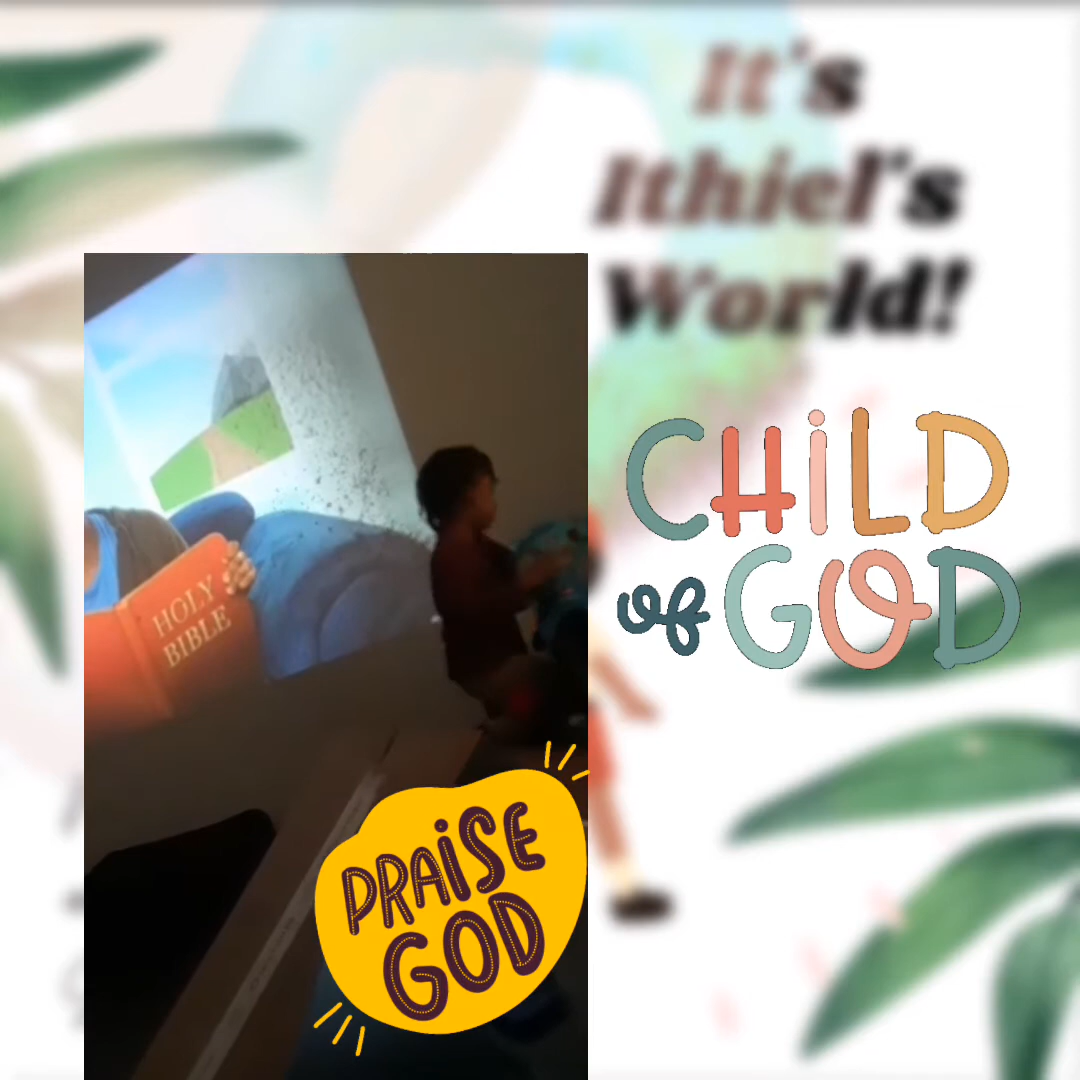 It's
Ithiel's
World!
CHiLD
of GOD
HOLY
BIBLE
PRAiSE
GOD